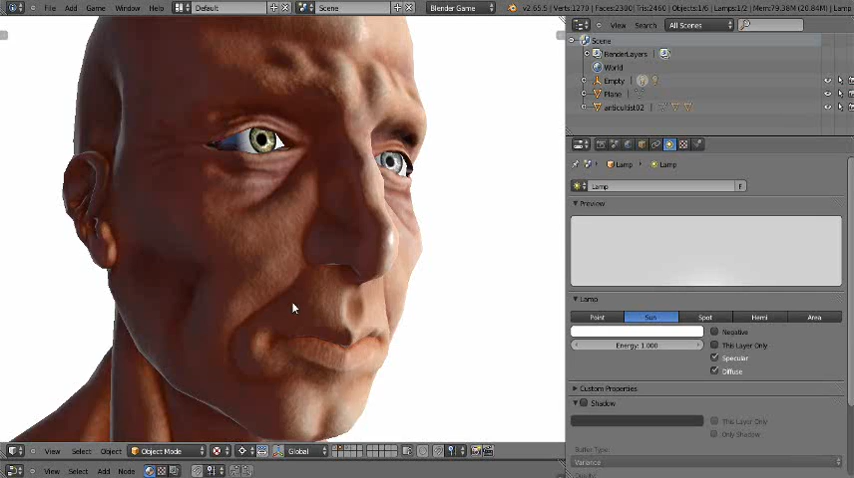 File Add Game Window Help Default Scene Blender Game v2.65.5 | Verts:1270 | Faces:2300 | Tris:2460 | Objects:1/6 | Lamps:1/2 | Mem:79.38M (20.84M) | Lamp
View Search All Scenes
Scene
RenderLayers
World
Empty
Plane
Lamp Lamp
Lamp F
Preview
Lamp
Point Sun Spot Hemi Area
Negative
Energy: 1.000 This Layer Only
Specular
Diffuse
Custom Properties
Shadow
This Layer Only
Only Shadow
Buffer Type
Variance
View Select Object Object Mode Global
View Select Add Node